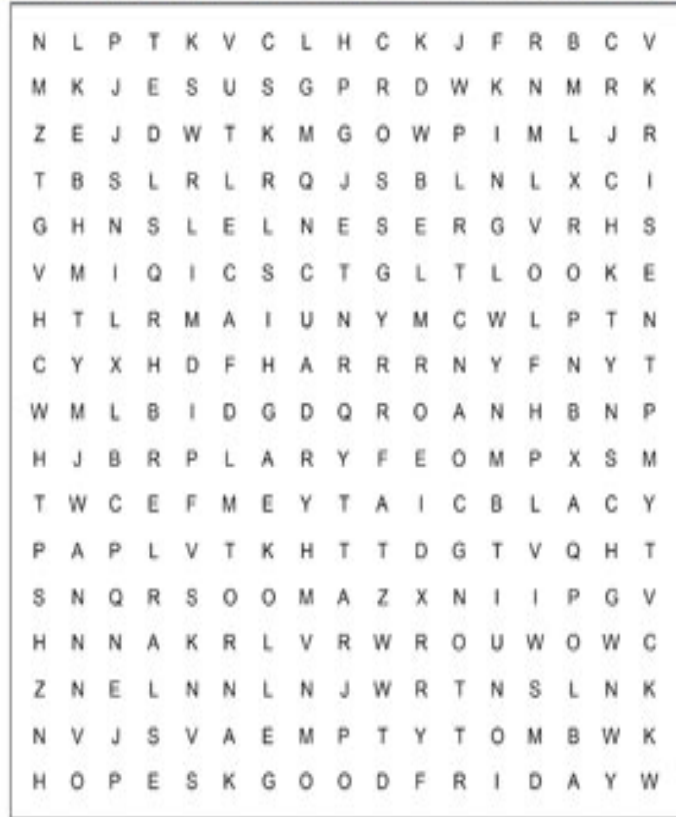 N L P T K V C L H C K J F R B C V
M K J E S U S G P R D W K N M R K
Z E J D W T K M G O W P I M L J R
T B S L R L R Q J S B L N L X C I
G H N S L E L N E S E R G V R H S
V M I Q I C S C T G L T L O O K E
H T L R M A I U N Y M C W L P T N
C Y X H D F H A R R R N Y F N Y T
W M L B I D G D Q R O A N H B N P
H J B R P L A R Y F E O M P X S M
T W C E F M E Y T A I C B L A C Y
P A P L V T K H T T D G T V Q H T
S N Q R S O O M A Z X N I I P G V
H N N A K R L V R W R O U W O W C
Z N E L N N L N J W R T N S L N K
N V J S V A E M P T Y T O M B W K
H O P E S K G O O D F R I D A Y W